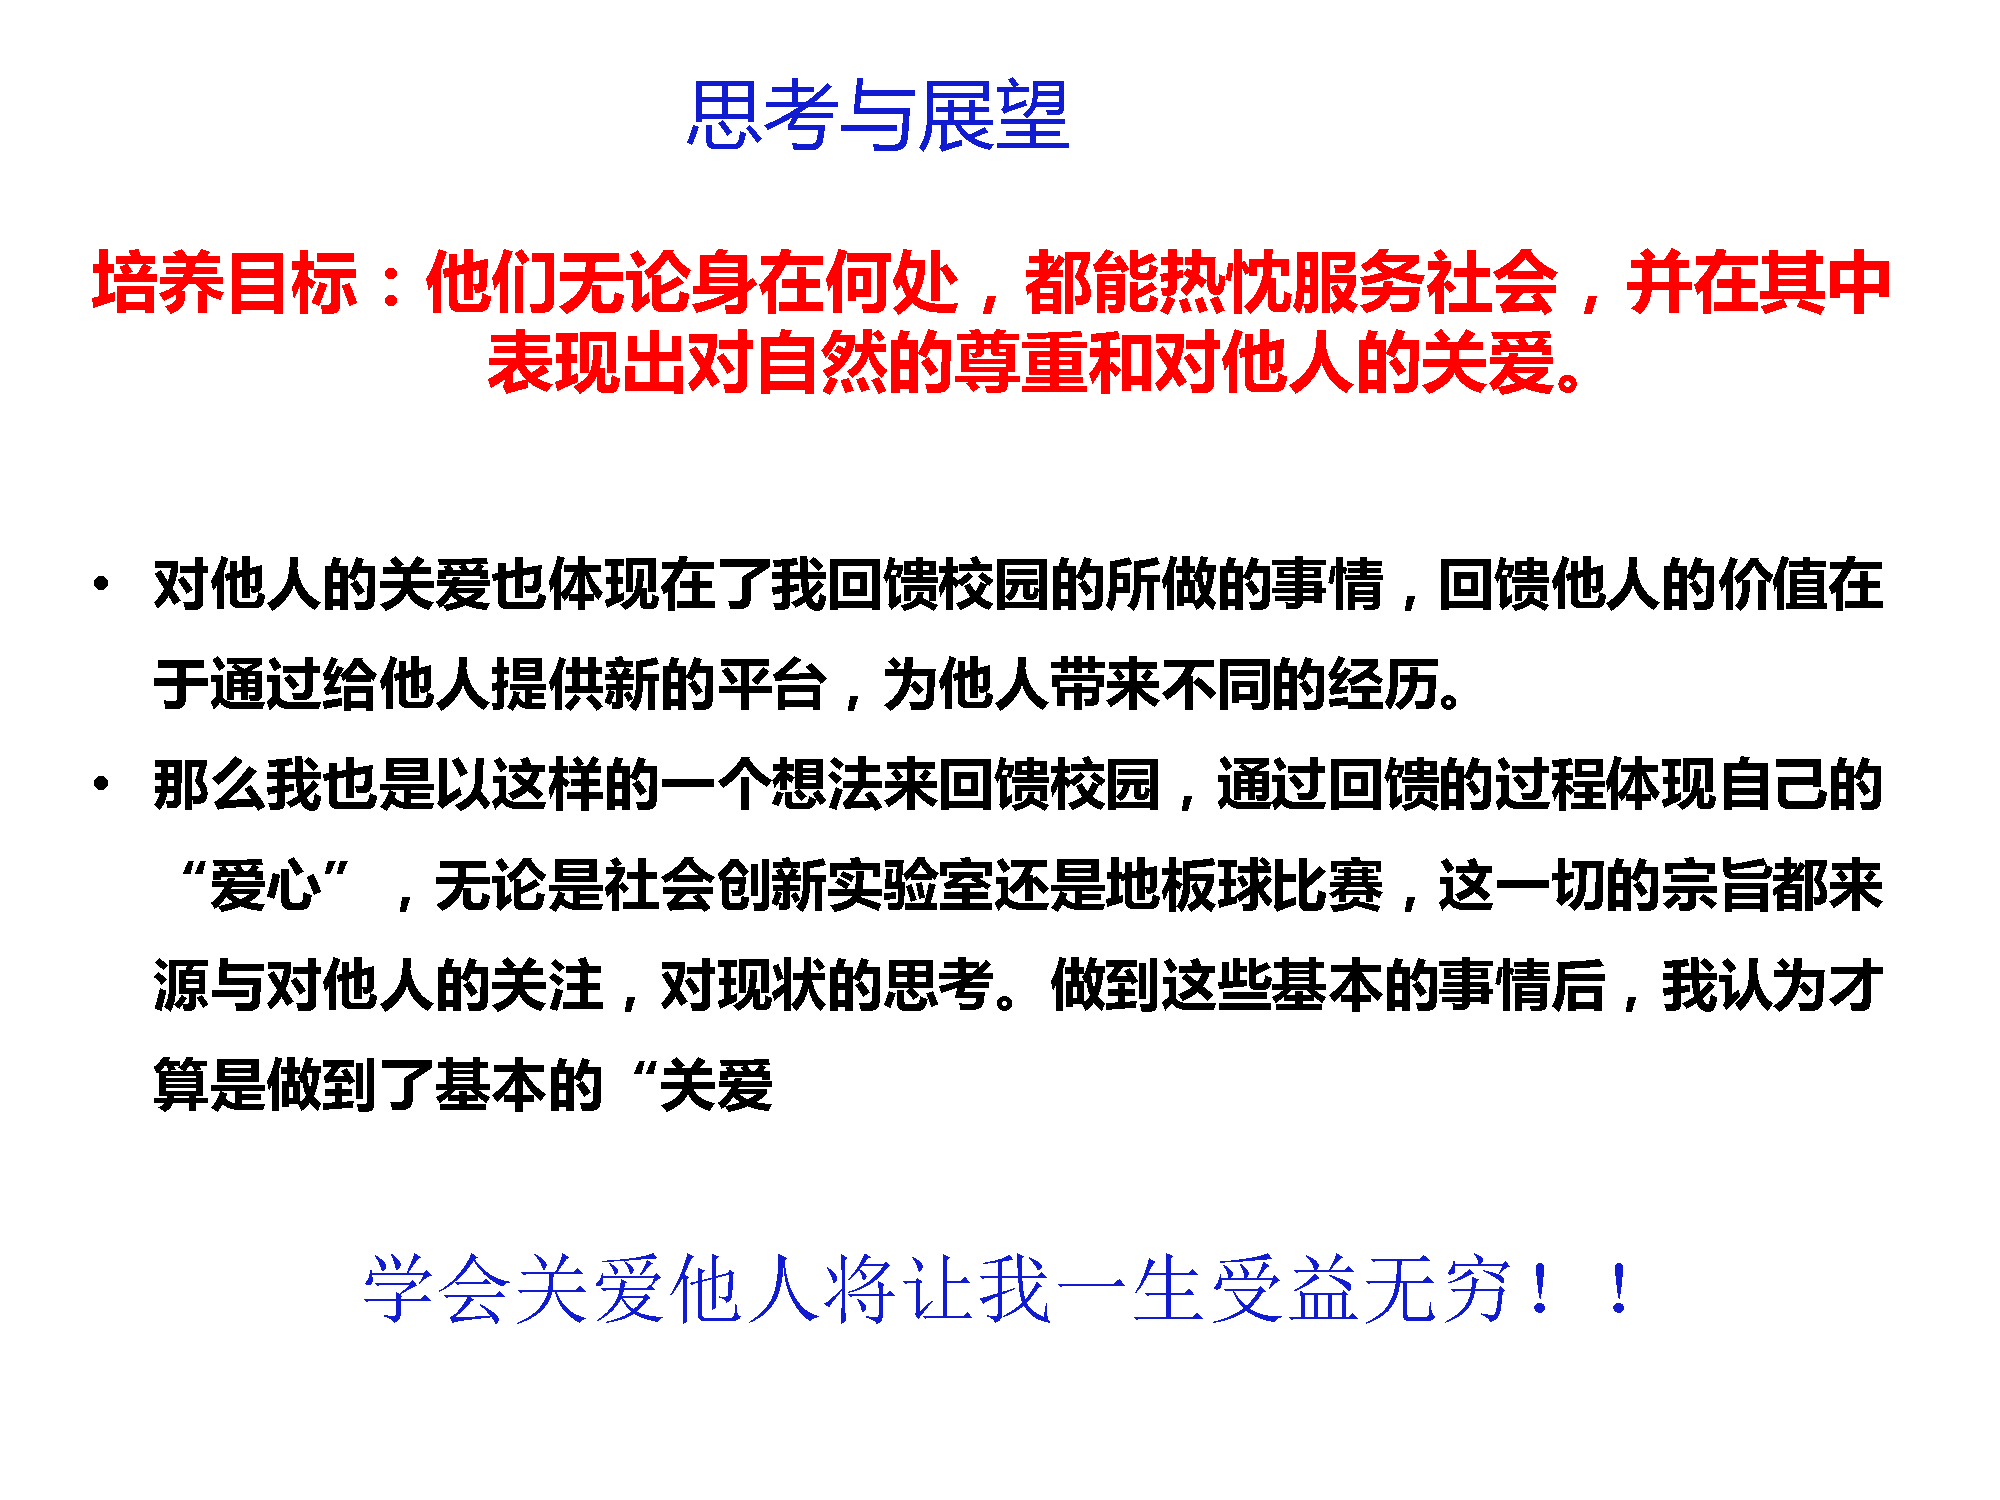 思考与展望
培养目标：他们无论身在何处，都能热忱服务社会，并在其中
表现出对自然的尊重和对他人的关爱。
• 对他人的关爱也体现在了我回馈校园的所做的事情，回馈他人的价值在
于通过给他人提供新的平台，为他人带来不同的经历。
• 那么我也是以这样的一个想法来回馈校园，通过回馈的过程体现自己的
“爱心”，无论是社会创新实验室还是地板球比赛，这一切的宗旨都来
源与对他人的关注，对现状的思考。做到这些基本的事情后，我认为才
算是做到了基本的“关爱
学会关爱他人将让我一生受益无穷！！